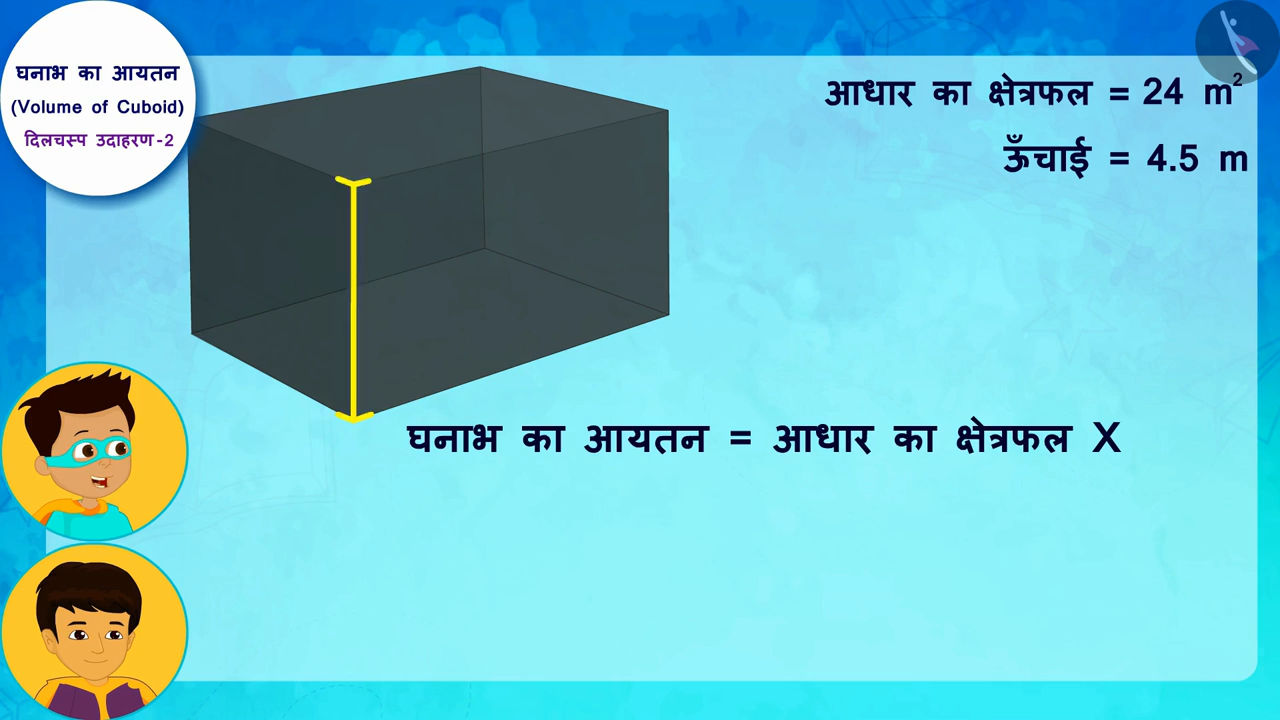 घनाभ का आयतन
(Volume of Cuboid)
दिलचस्प उदाहरण-2
आधार का क्षेत्रफल = 24 m²
ऊँचाई = 4.5 m
घनाभ का आयतन = आधार का क्षेत्रफल X